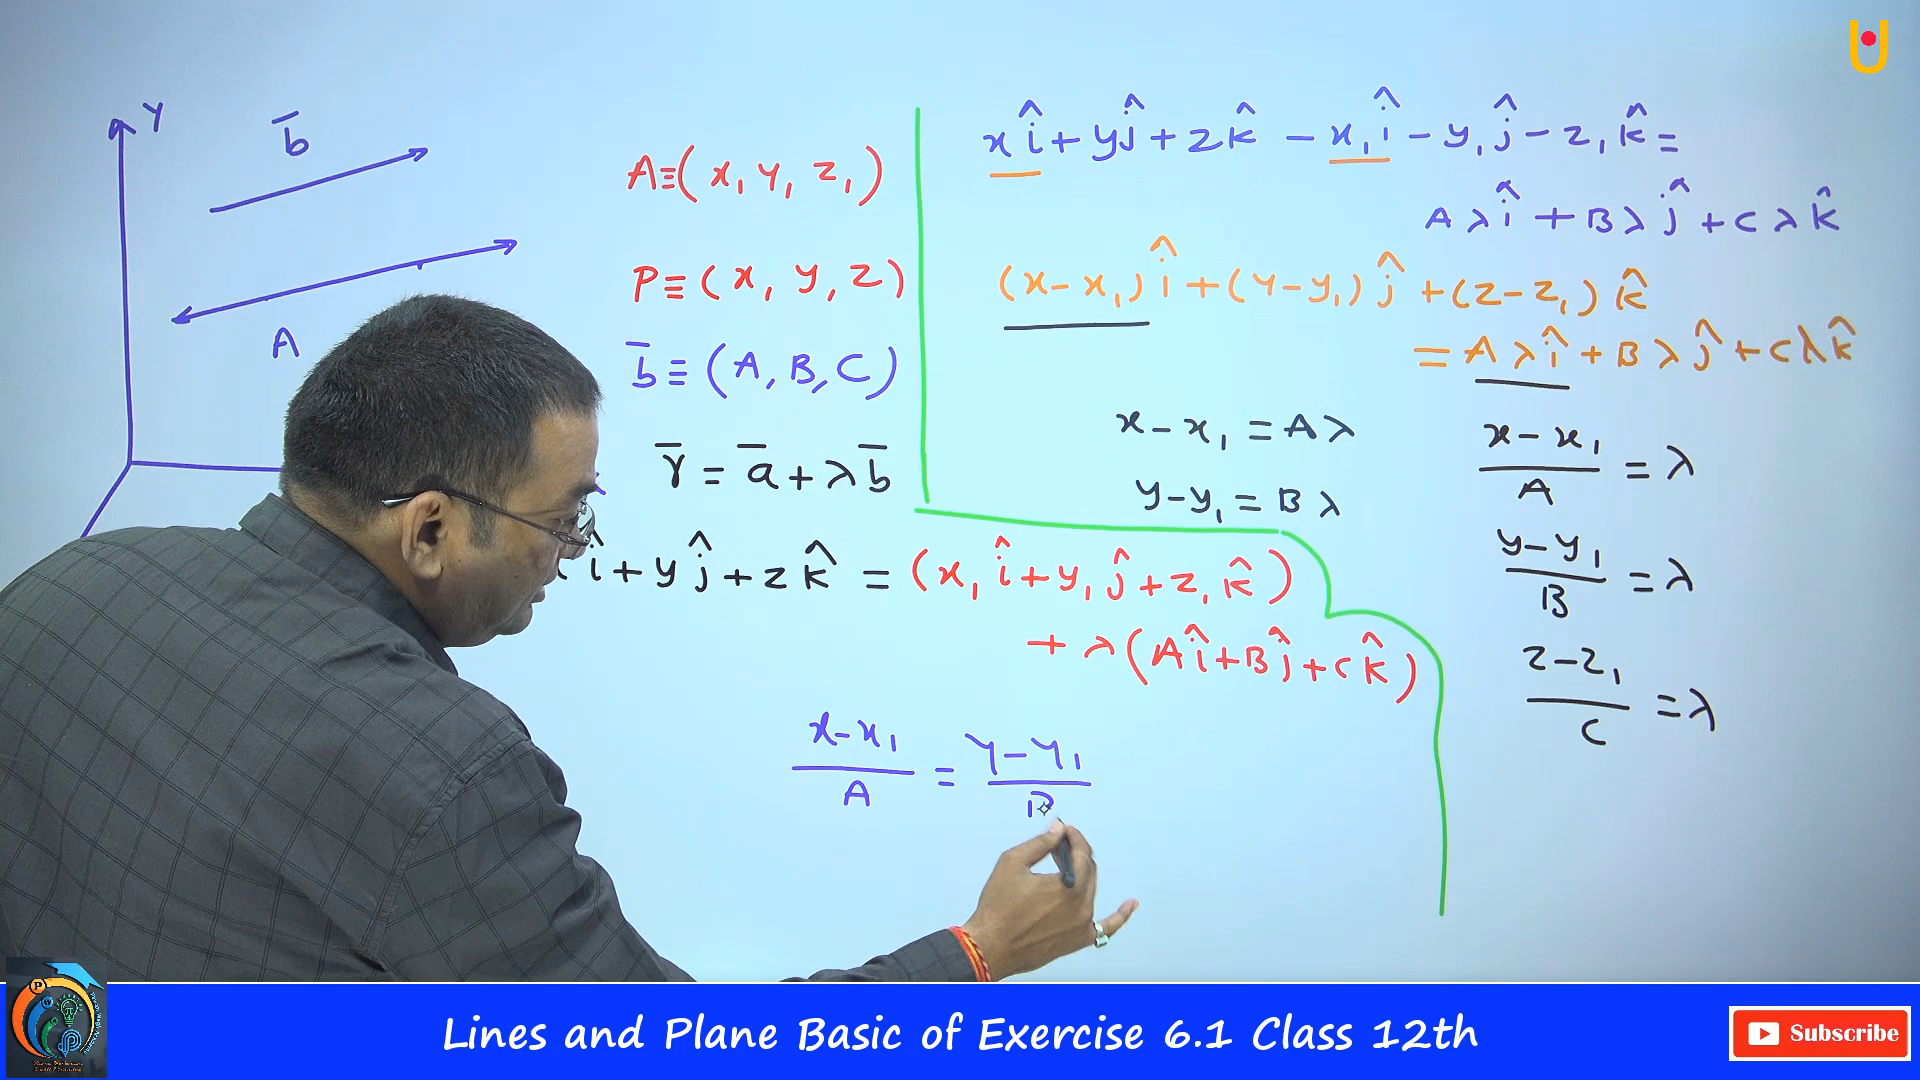 Y
b̄
A
A≡(x₁ y₁ z₁)
P≡(x, y, z)
b̄≡(A, B, C)
r̄ = ā + λb̄
î + yĵ + zk̂ = (x₁î + y₁ĵ + z₁k̂)
+ λ(Aî + Bĵ + Ck̂)
x-x₁/A = y-y₁/B
xî + yĵ + zk̂ - x₁î - y₁ĵ - z₁k̂ =
Aλî + Bλĵ + Cλk̂
(x-x₁)î + (y-y₁)ĵ + (z-z₁)k̂
= Aλî + Bλĵ + Cλk̂
x-x₁ = Aλ
y-y₁ = Bλ
x-x₁/A = λ
y-y₁/B = λ
z-z₁/C = λ
Lines and Plane Basic of Exercise 6.1 Class 12th
Subscribe